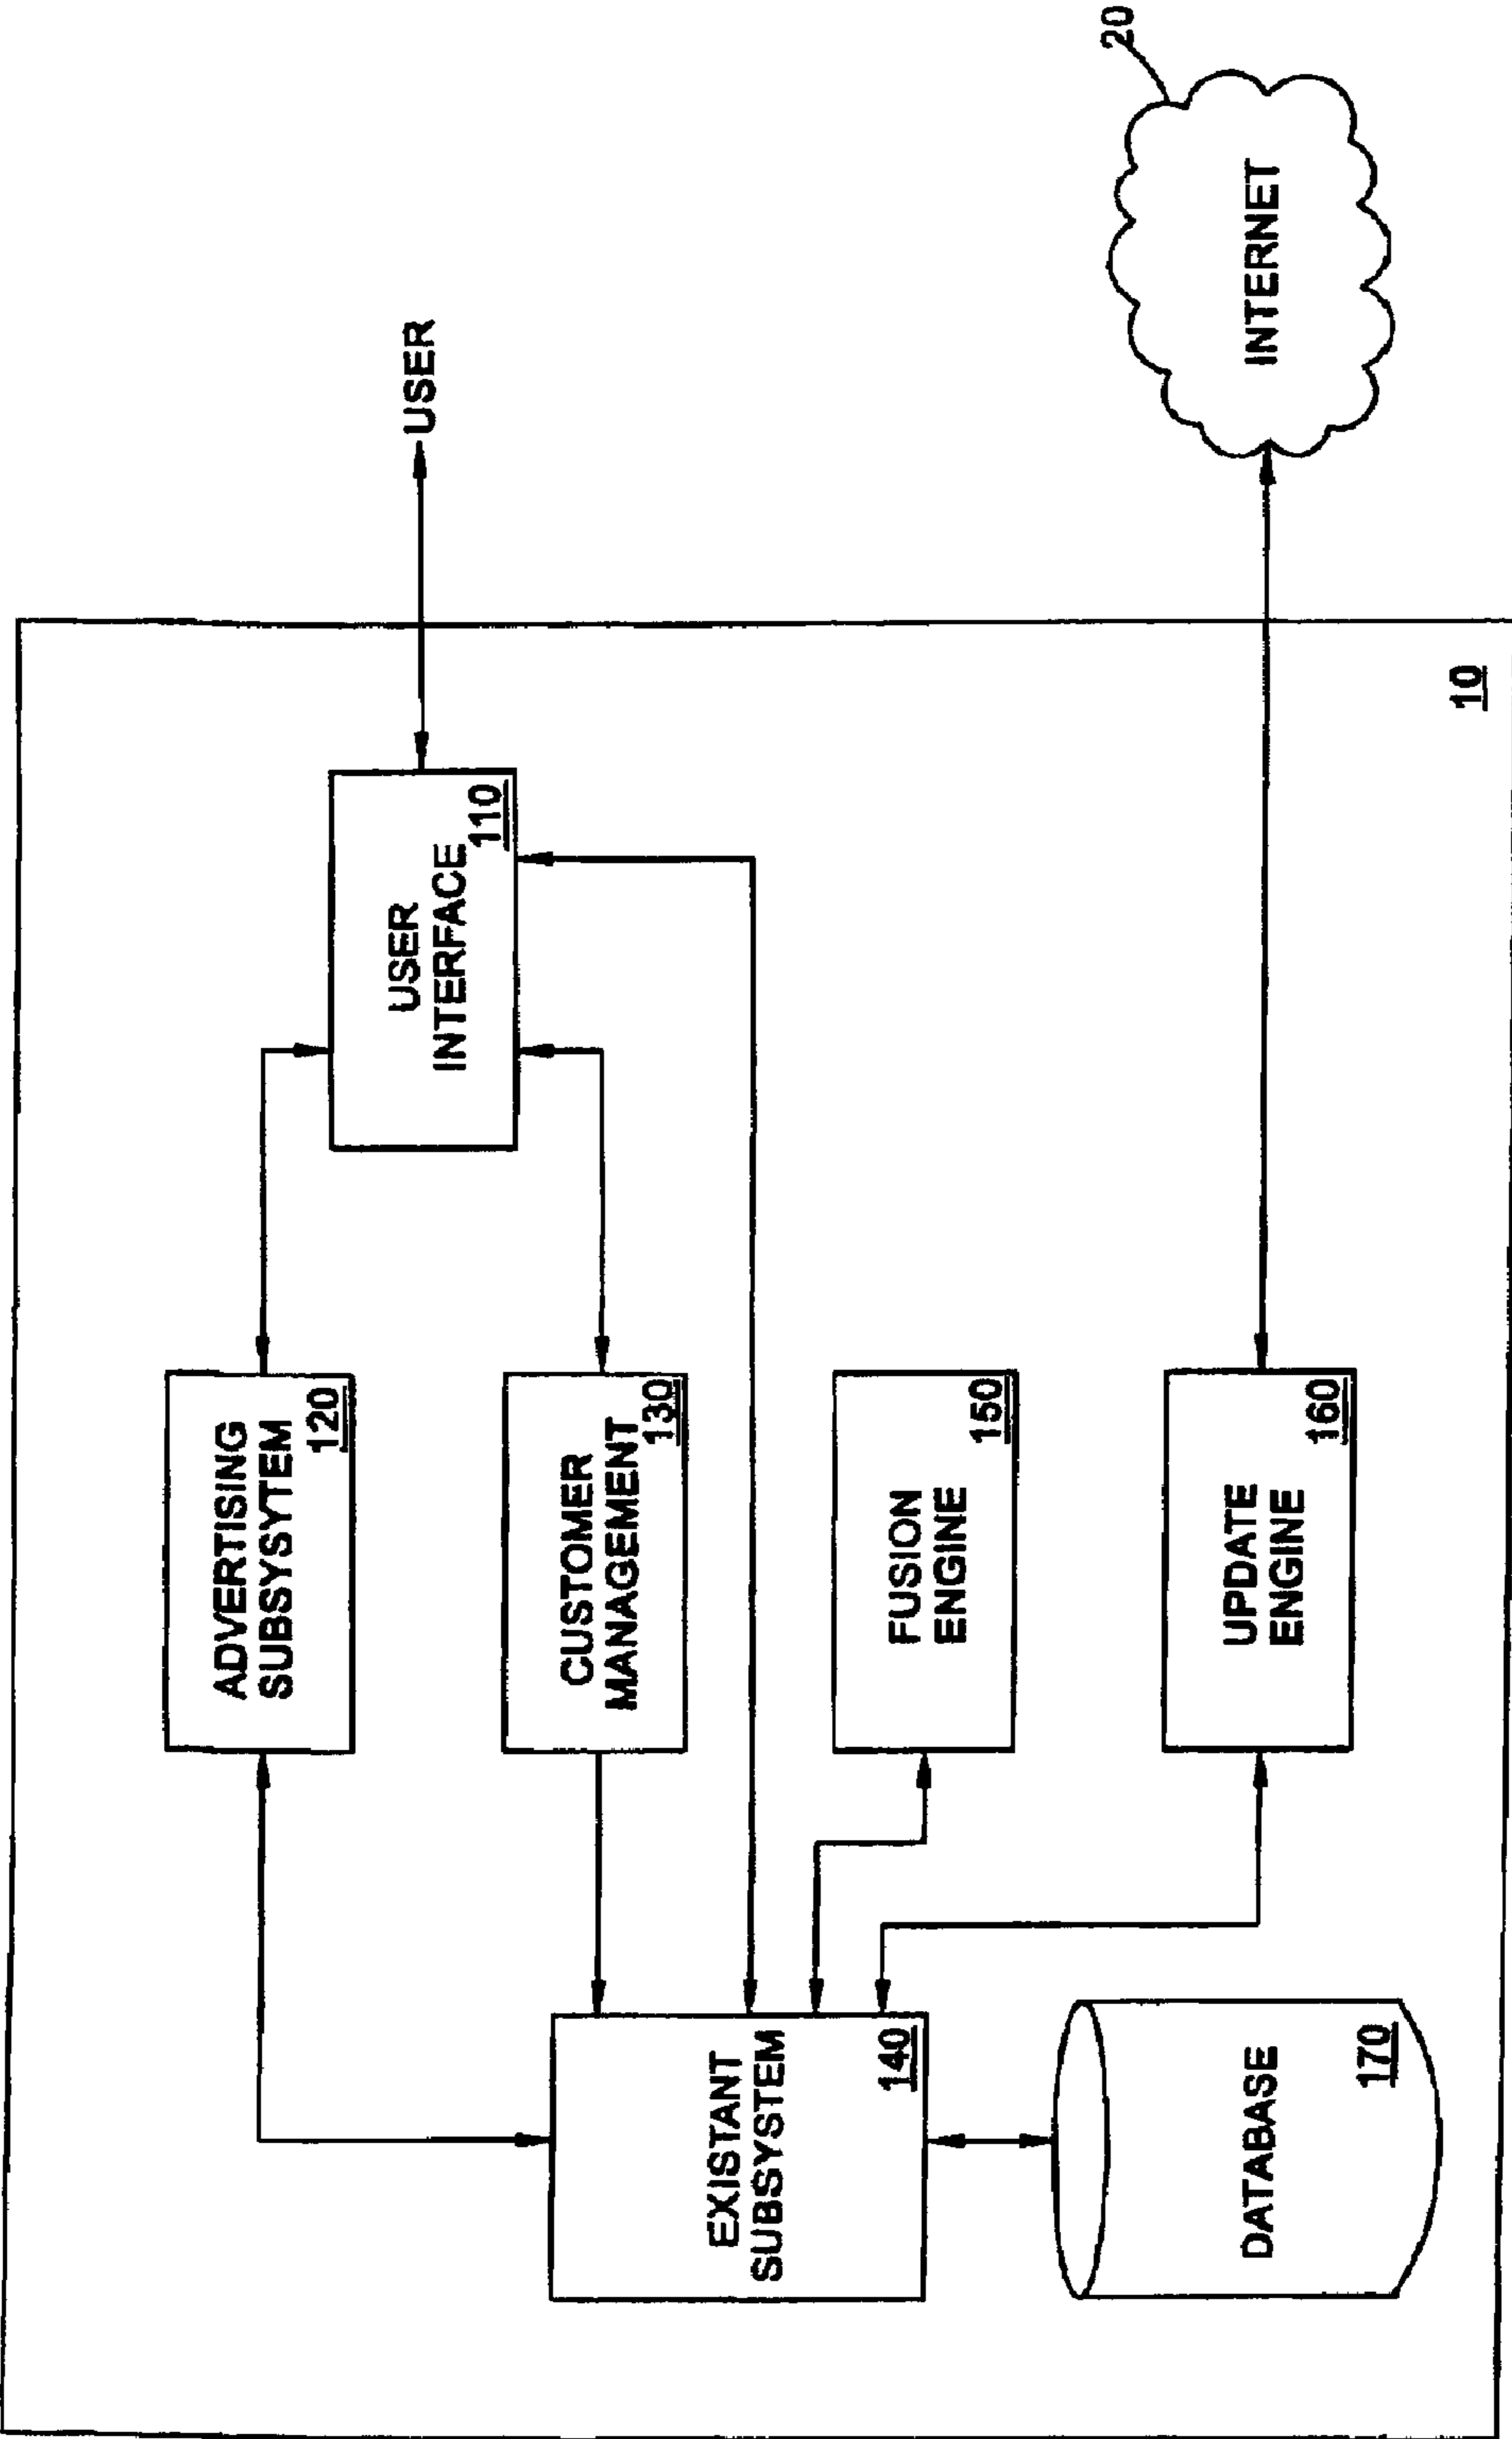 ADVERTISING
SUBSYSYTEM
120
USER
INTERFACE
110
USER
CUSTOMER
MANAGEMENT
130
EXISTANT
SUBSYSTEM
140
FUSION
ENGINE
150
UPDATE
ENGINE
160
DATABASE
170
10
INTERNET
20